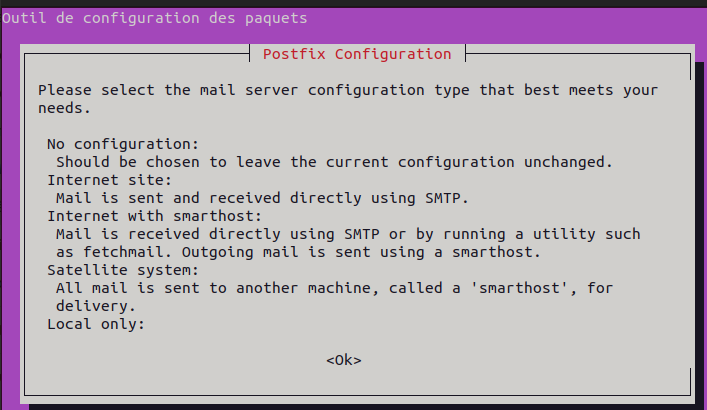 Outil de configuration des paquets
Postfix Configuration
Please select the mail server configuration type that best meets your
needs.
No configuration:
Should be chosen to leave the current configuration unchanged.
Internet site:
Mail is sent and received directly using SMTP.
Internet with smarthost:
Mail is received directly using SMTP or by running a utility such
as fetchmail. Outgoing mail is sent using a smarthost.
Satellite system:
All mail is sent to another machine, called a 'smarthost', for
delivery.
Local only:
<Ok>